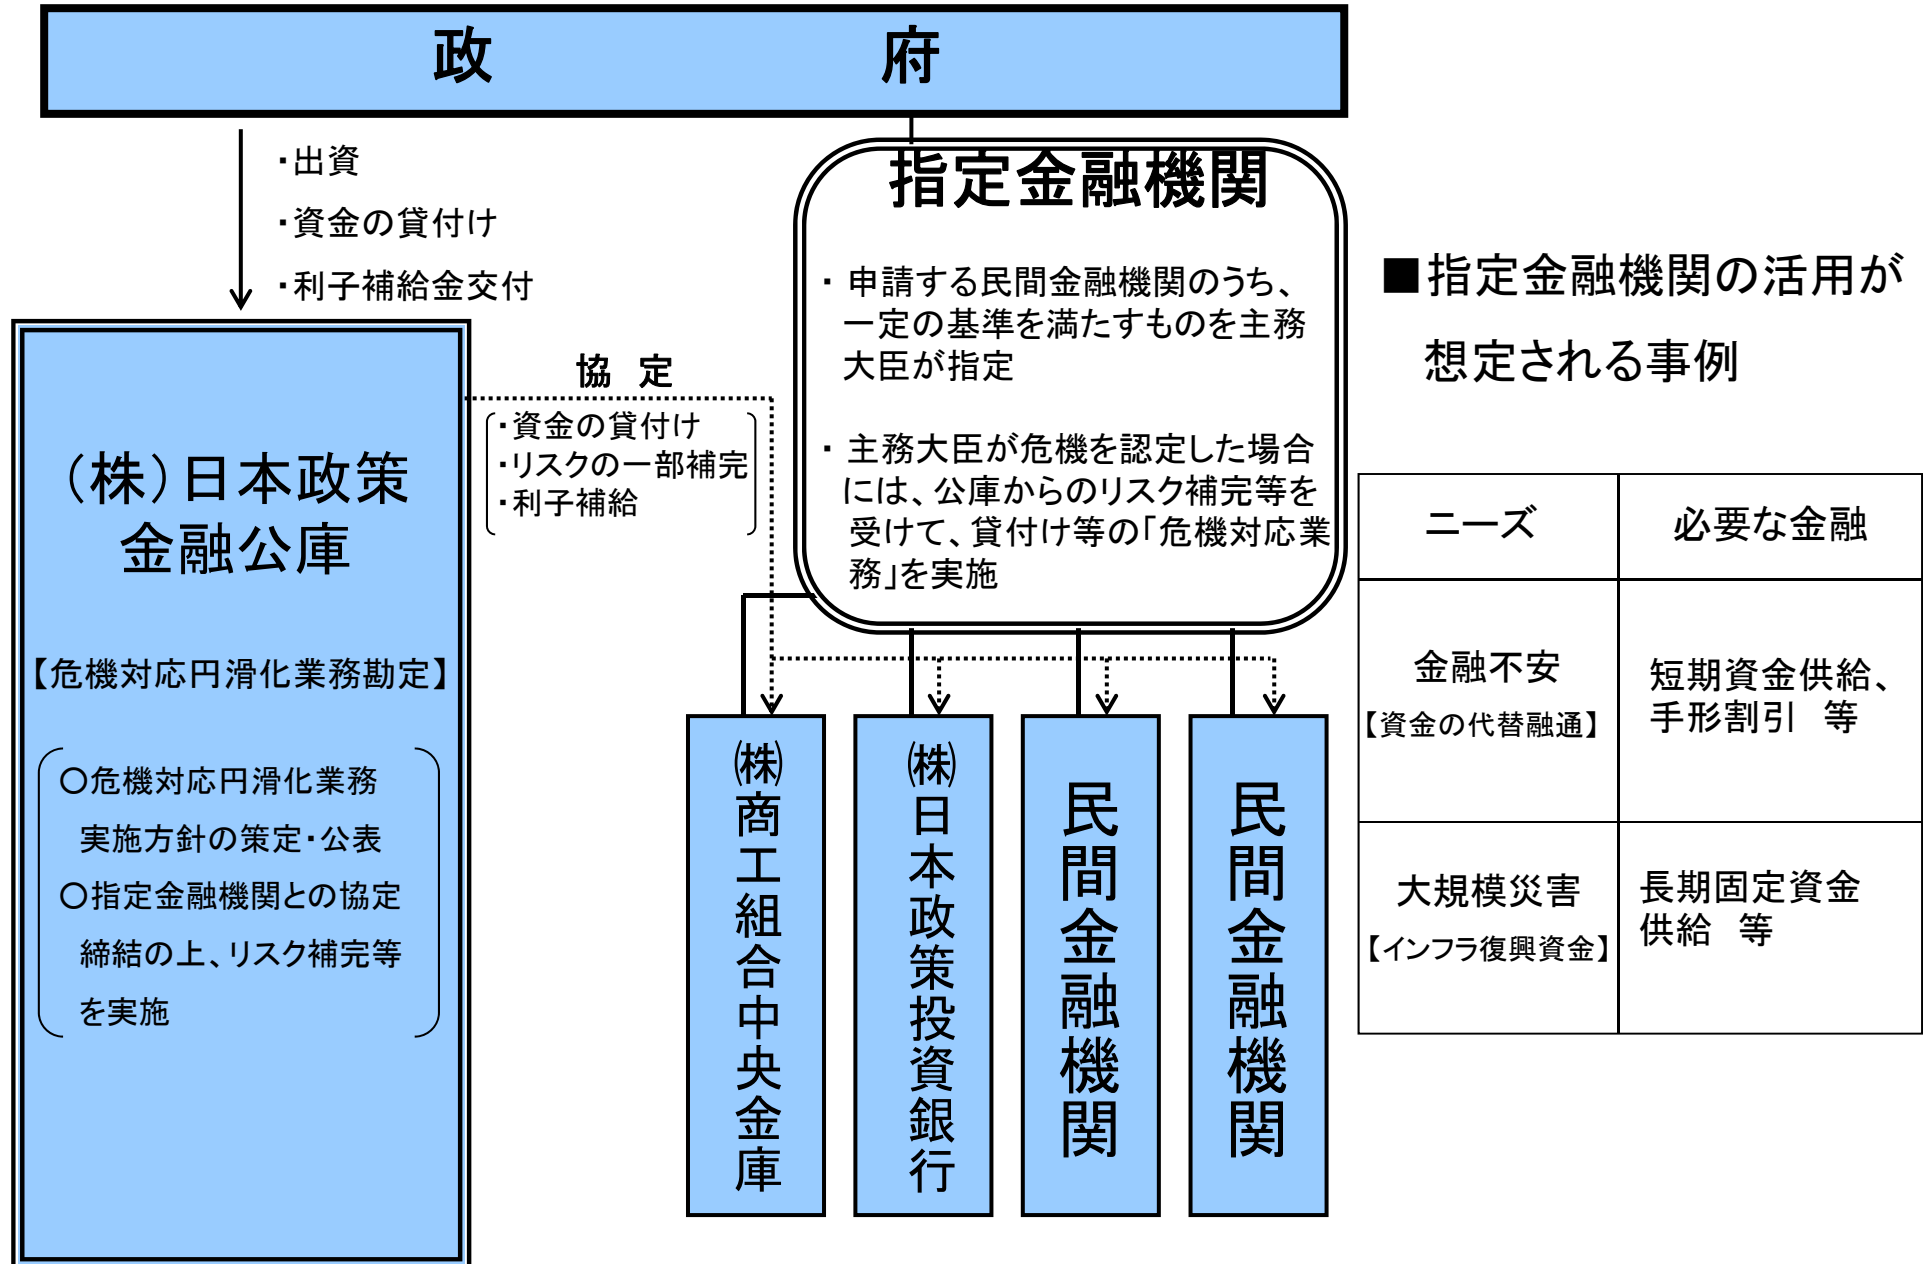 政　　府
・出資
・資金の貸付け
・利子補給金交付
指定金融機関
・ 申請する民間金融機関のうち、
一定の基準を満たすものを主務
大臣が指定
・ 主務大臣が危機を認定した場合
には、公庫からのリスク補完等を
受けて、貸付け等の「危機対応業
務」を実施
協 定
・資金の貸付け
・リスクの一部補完
・利子補給
（株）日本政策
金融公庫
【危機対応円滑化業務勘定】
○危機対応円滑化業務
実施方針の策定・公表
○指定金融機関との協定
締結の上、リスク補完等
を実施
㈱商工組合中央金庫
㈱日本政策投資銀行
民間金融機関
民間金融機関
■指定金融機関の活用が
想定される事例
ニーズ
必要な金融
金融不安
【資金の代替融通】
短期資金供給、
手形割引 等
大規模災害
【インフラ復興資金】
長期固定資金
供給 等